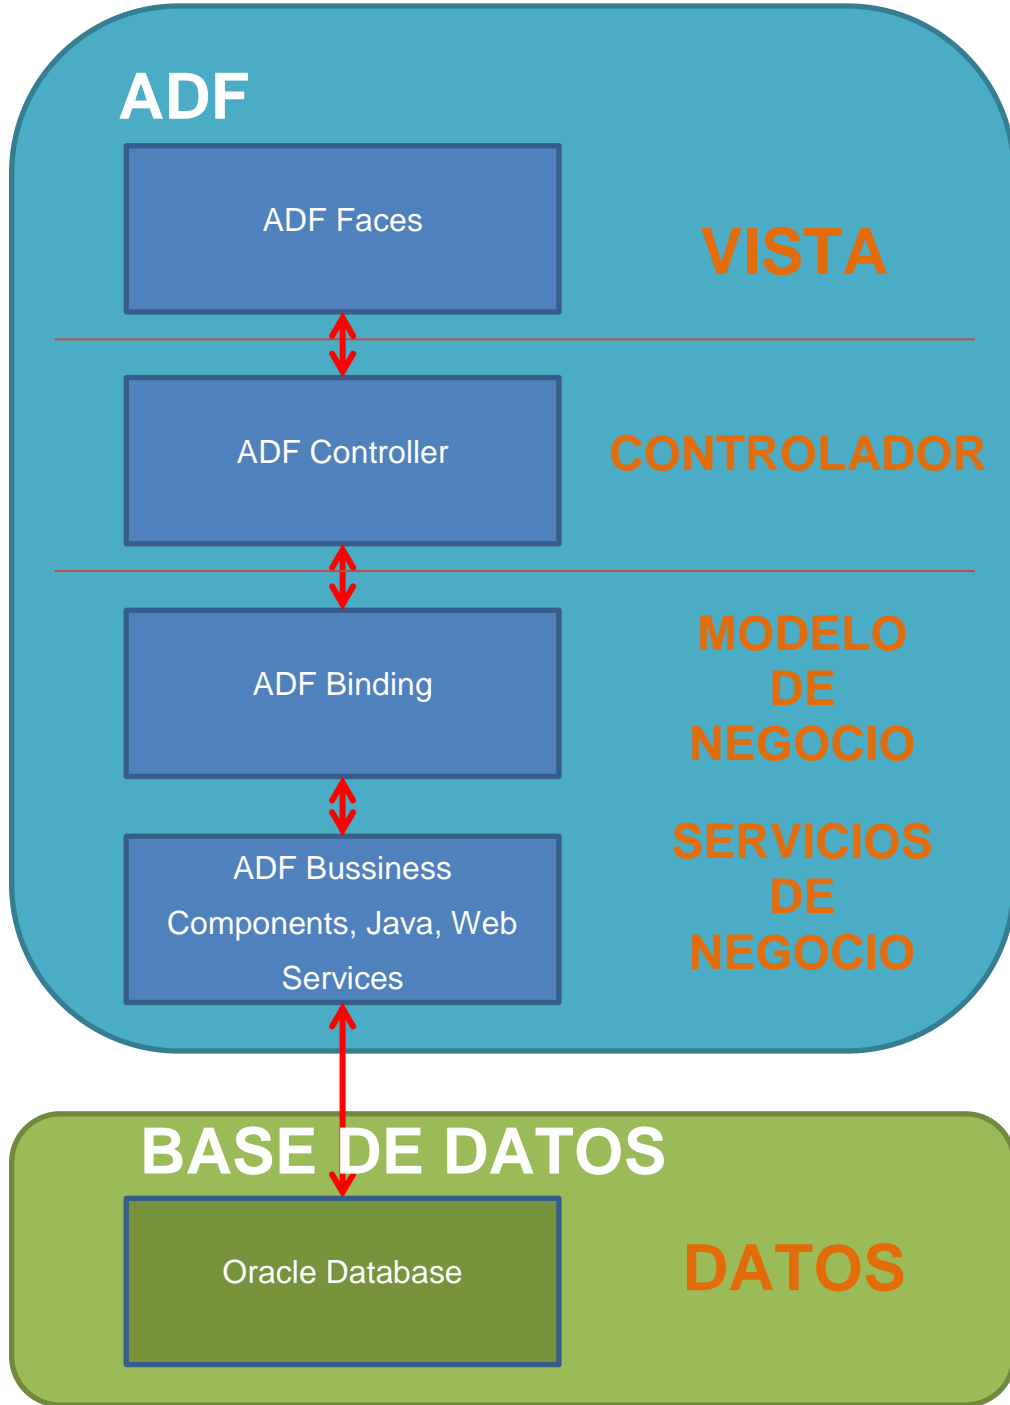 ADF
ADF Faces
VISTA
ADF Controller
CONTROLADOR
ADF Binding
MODELO
DE
NEGOCIO
ADF Bussiness
Components, Java, Web
Services
SERVICIOS
DE
NEGOCIO
BASE DE DATOS
Oracle Database
DATOS